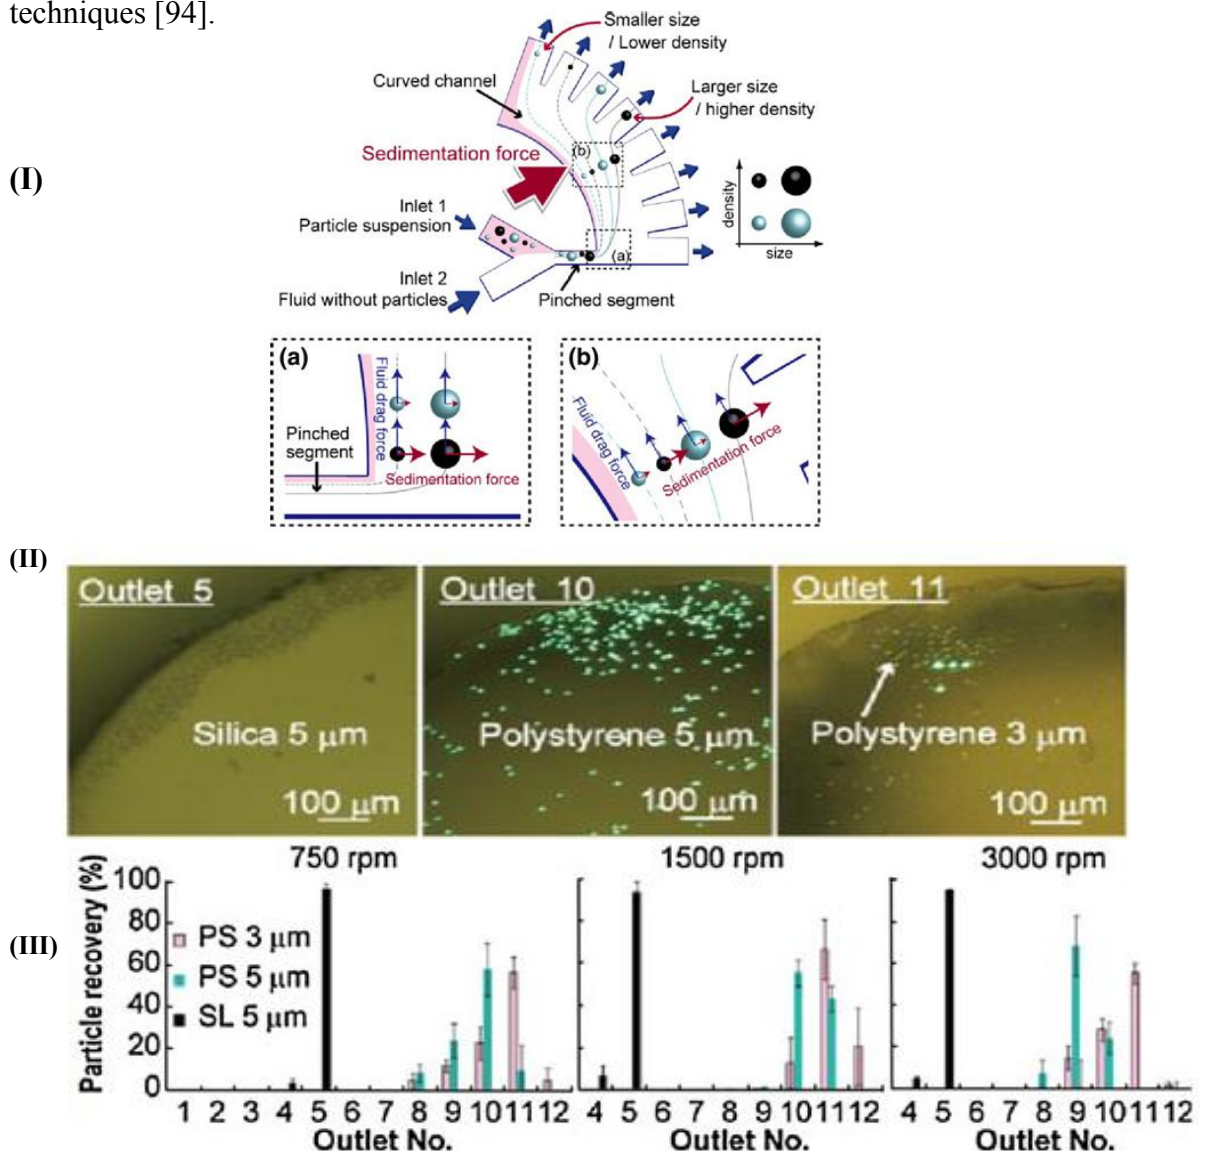 techniques [94].
(I)
Smaller size
/ Lower density
Curved channel
Larger size
/ higher density
(b)
Sedimentation force
Inlet 1
Particle suspension
density
size
(a)
Inlet 2
Fluid without particles
Pinched segment
(a)
Fluid drag force
Pinched
segment
Sedimentation force
(b)
Fluid drag force
Sedimentation force
(II)
Outlet 5
Silica 5 μm
100 μm
Outlet 10
Polystyrene 5 μm
100 μm
Outlet 11
Polystyrene 3 μm
100 μm
(III)
750 rpm
1500 rpm
3000 rpm
Particle recovery (%)
100
80
60
40
20
0
PS 3 μm
PS 5 μm
SL 5 μm
1 2 3 4 5 6 7 8 9 10 11 12
4 5 6 7 8 9 10 11 12
4 5 6 7 8 9 10 11 12
Outlet No.
Outlet No.
Outlet No.